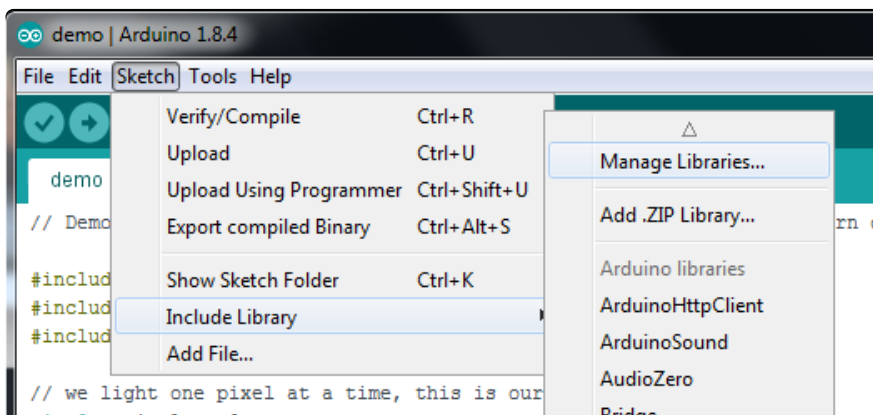 demo | Arduino 1.8.4
File Edit Sketch Tools Help
demo
Verify/Compile Ctrl+R
Upload Ctrl+U
Upload Using Programmer Ctrl+Shift+U
Export compiled Binary Ctrl+Alt+S
Show Sketch Folder Ctrl+K
Include Library
Add File...
Manage Libraries...
Add .ZIP Library...
Arduino libraries
ArduinoHttpClient
ArduinoSound
AudioZero
Bridge
// Demo
#includ
#includ
#includ
// we light one pixel at a time, this is our